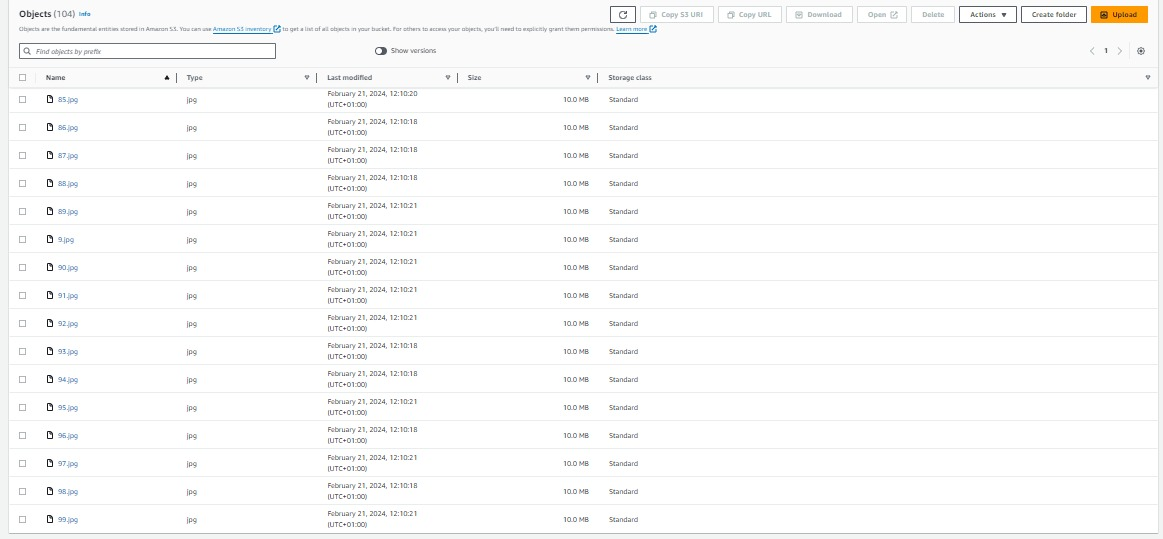 Objects (104) Info
Copy S3 URI Copy URL Download Open Delete Actions Create folder Upload
Objects are the fundamental entities stored in Amazon S3. You can use Amazon S3 inventory to get a list of all objects in your bucket. For others to access your objects, you'll need to explicitly grant them permissions. Learn more
Find objects by prefix Show versions 1
Name Type Last modified Size Storage class
85.jpg jpg February 21, 2024, 12:10:20 (UTC+01:00) 10.0 MB Standard
86.jpg jpg February 21, 2024, 12:10:18 (UTC+01:00) 10.0 MB Standard
87.jpg jpg February 21, 2024, 12:10:18 (UTC+01:00) 10.0 MB Standard
88.jpg jpg February 21, 2024, 12:10:18 (UTC+01:00) 10.0 MB Standard
89.jpg jpg February 21, 2024, 12:10:21 (UTC+01:00) 10.0 MB Standard
9.jpg jpg February 21, 2024, 12:10:21 (UTC+01:00) 10.0 MB Standard
90.jpg jpg February 21, 2024, 12:10:21 (UTC+01:00) 10.0 MB Standard
91.jpg jpg February 21, 2024, 12:10:21 (UTC+01:00) 10.0 MB Standard
92.jpg jpg February 21, 2024, 12:10:21 (UTC+01:00) 10.0 MB Standard
93.jpg jpg February 21, 2024, 12:10:18 (UTC+01:00) 10.0 MB Standard
94.jpg jpg February 21, 2024, 12:10:18 (UTC+01:00) 10.0 MB Standard
95.jpg jpg February 21, 2024, 12:10:21 (UTC+01:00) 10.0 MB Standard
96.jpg jpg February 21, 2024, 12:10:18 (UTC+01:00) 10.0 MB Standard
97.jpg jpg February 21, 2024, 12:10:21 (UTC+01:00) 10.0 MB Standard
98.jpg jpg February 21, 2024, 12:10:18 (UTC+01:00) 10.0 MB Standard
99.jpg jpg February 21, 2024, 12:10:21 (UTC+01:00) 10.0 MB Standard